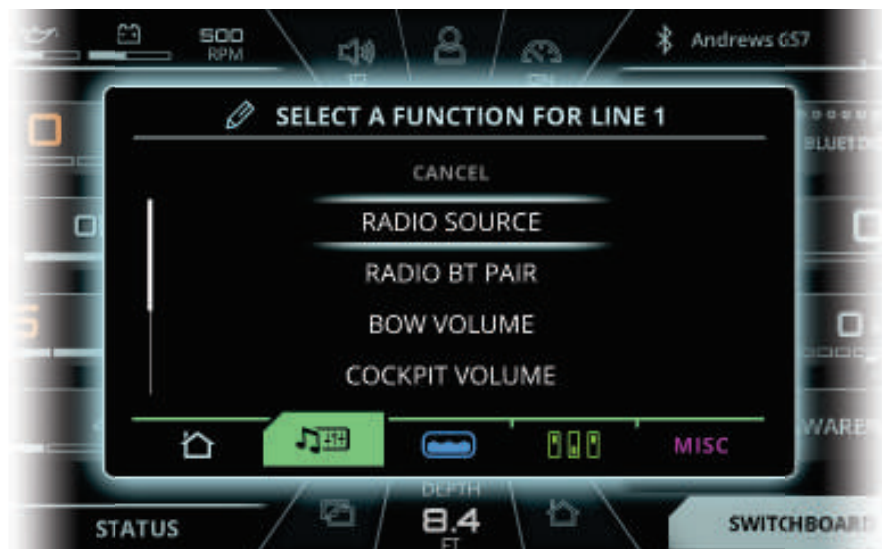 500
RPM
Andrews GS7
SELECT A FUNCTION FOR LINE 1
CANCEL
RADIO SOURCE
RADIO BT PAIR
BOW VOLUME
COCKPIT VOLUME
MISC
DEPTH
8.4
FT
STATUS
SWITCHBOARD